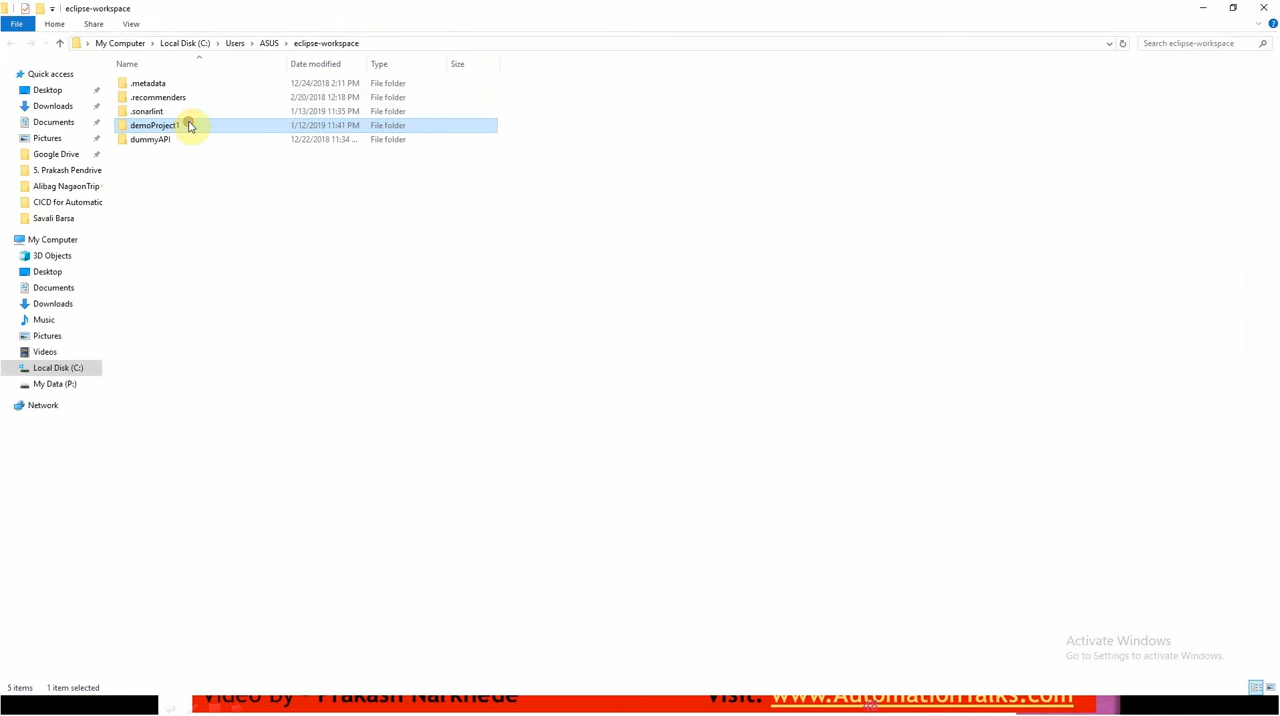 eclipse-workspace
File Home Share View
My Computer Local Disk (C:) Users ASUS eclipse-workspace Search eclipse-workspace
Name Date modified Type Size
Quick access
Desktop
Downloads
Documents
Pictures
Google Drive
5. Prakash Pendrive
Alibag NagaonTrip
CICD for Automatic
Savali Barsa
My Computer
3D Objects
Desktop
Documents
Downloads
Music
Pictures
Videos
Local Disk (C:)
My Data (P:)
Network
.metadata 12/24/2018 2:11 PM File folder
.recommenders 2/20/2018 12:18 PM File folder
.sonarlint 1/13/2019 11:35 PM File folder
demoProject1 1/12/2019 11:41 PM File folder
dummyAPI 12/22/2018 11:34 ... File folder
Activate Windows
Go to Settings to activate Windows.
5 items 1 item selected
Video by - Prakash Narkhede Visit: www.AutomationTalks.com